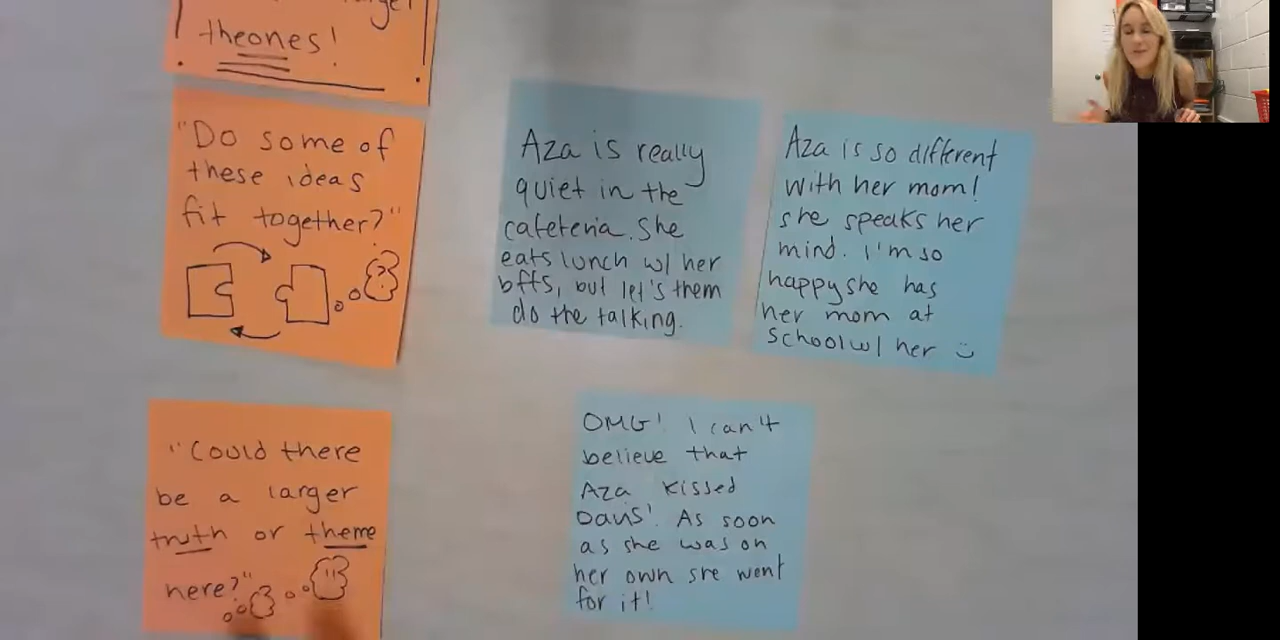 theories!
"Do some of
these ideas
fit together?"
?
"Could there
be a larger
truth or theme
here?"
!!
Aza is really
quiet in the
cafeteria. She
eats lunch w/ her
bffs, but let's them
do the talking.
Aza is so different
with her mom!
she speaks her
mind. I'm so
happy she has
her mom at
school w/ her
OMG! I can't
believe that
Aza kissed
Davis! As soon
as she was on
her own she went
for it!